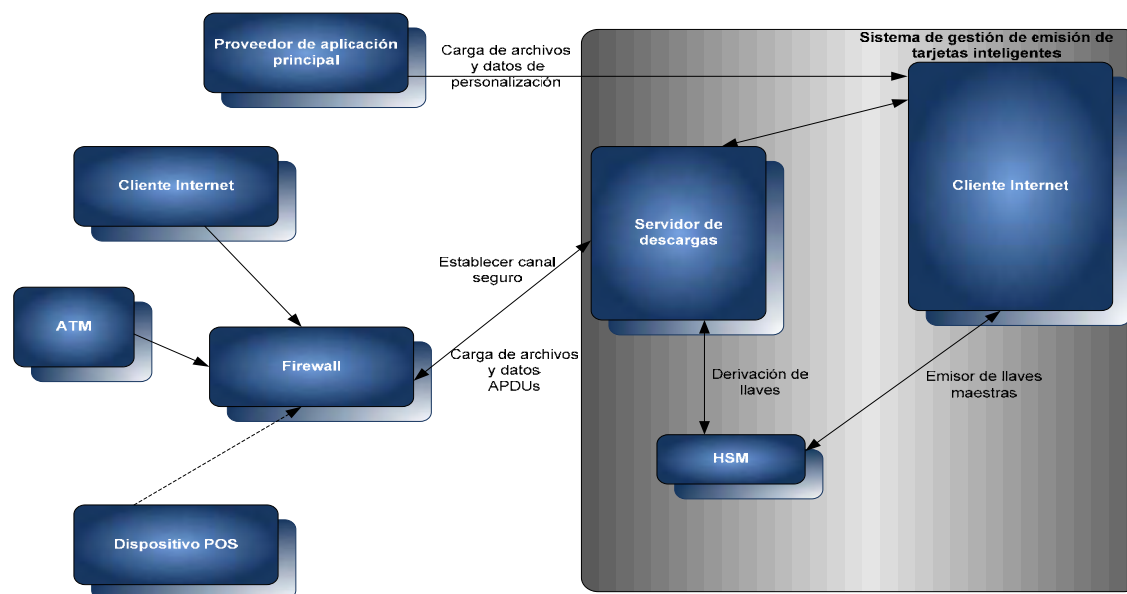 Proveedor de aplicación
principal
Carga de archivos
y datos de
personalización
Sistema de gestión de emisión de
tarjetas inteligentes
Cliente Internet
Cliente Internet
Servidor de
descargas
Establecer canal
seguro
ATM
Firewall
Carga de archivos
y datos
APDUs
Derivación de
llaves
Emisor de llaves
maestras
HSM
Dispositivo POS